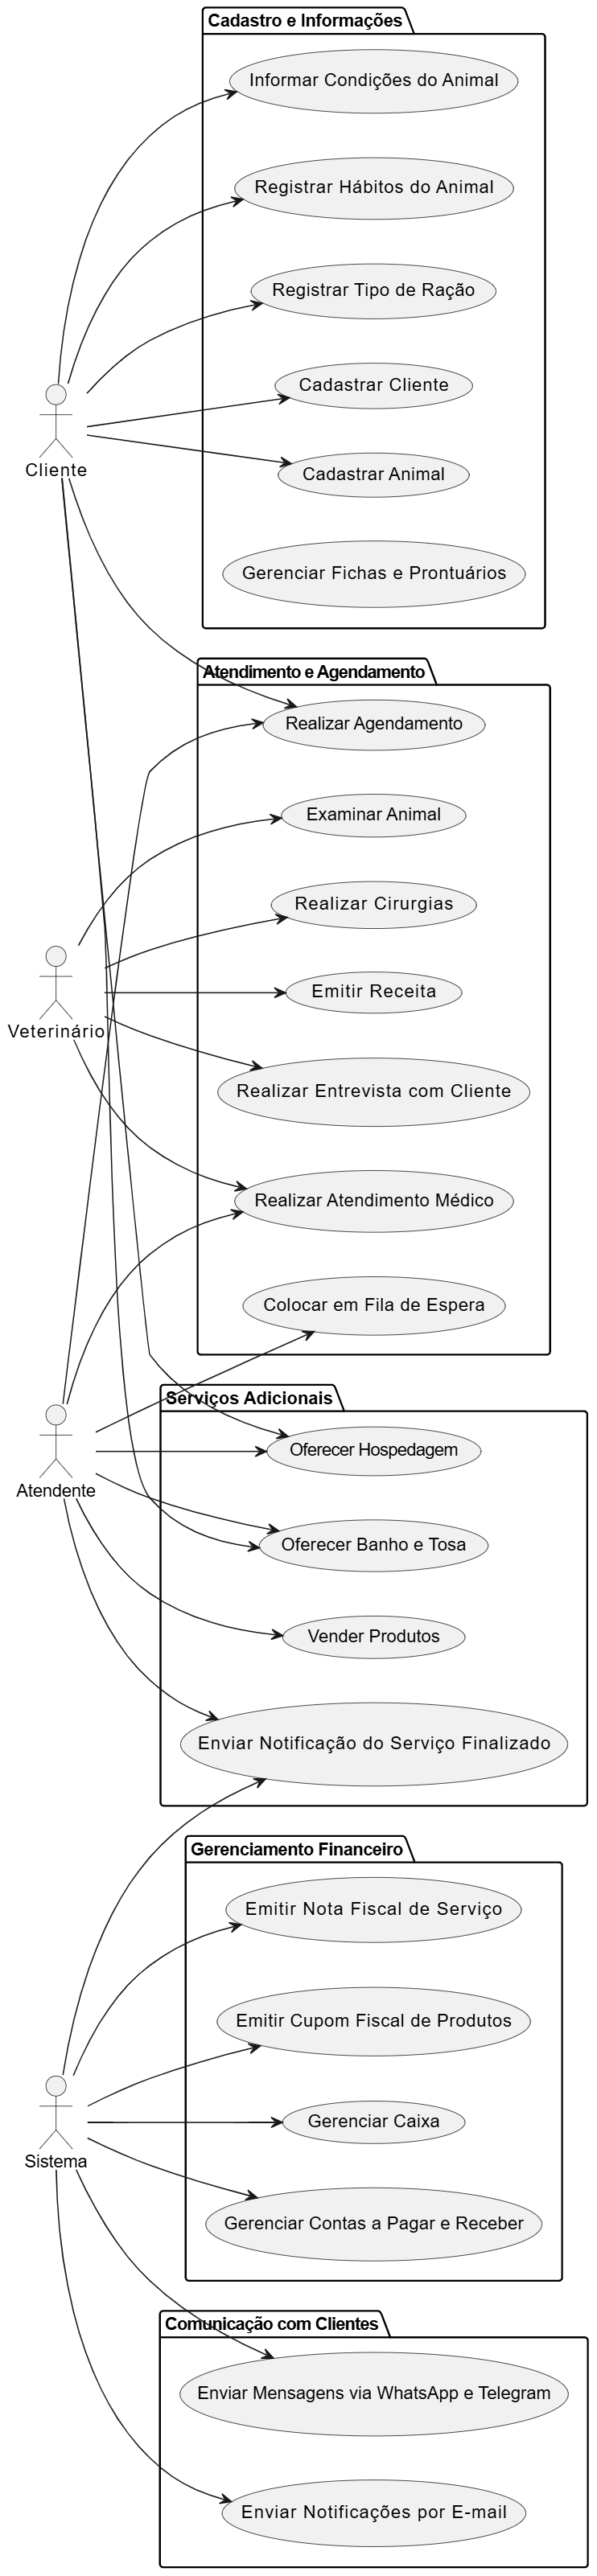 Cadastro e Informações
Informar Condições do Animal
Registrar Hábitos do Animal
Registrar Tipo de Ração
Cadastrar Cliente
Cadastrar Animal
Cliente
Gerenciar Fichas e Prontuários
Atendimento e Agendamento
Realizar Agendamento
Examinar Animal
Realizar Cirurgias
Emitir Receita
Veterinário
Realizar Entrevista com Cliente
Realizar Atendimento Médico
Colocar em Fila de Espera
Serviços Adicionais
Oferecer Hospedagem
Atendente
Oferecer Banho e Tosa
Vender Produtos
Enviar Notificação do Serviço Finalizado
Gerenciamento Financeiro
Emitir Nota Fiscal de Serviço
Emitir Cupom Fiscal de Produtos
Gerenciar Caixa
Sistema
Gerenciar Contas a Pagar e Receber
Comunicação com Clientes
Enviar Mensagens via WhatsApp e Telegram
Enviar Notificações por E-mail